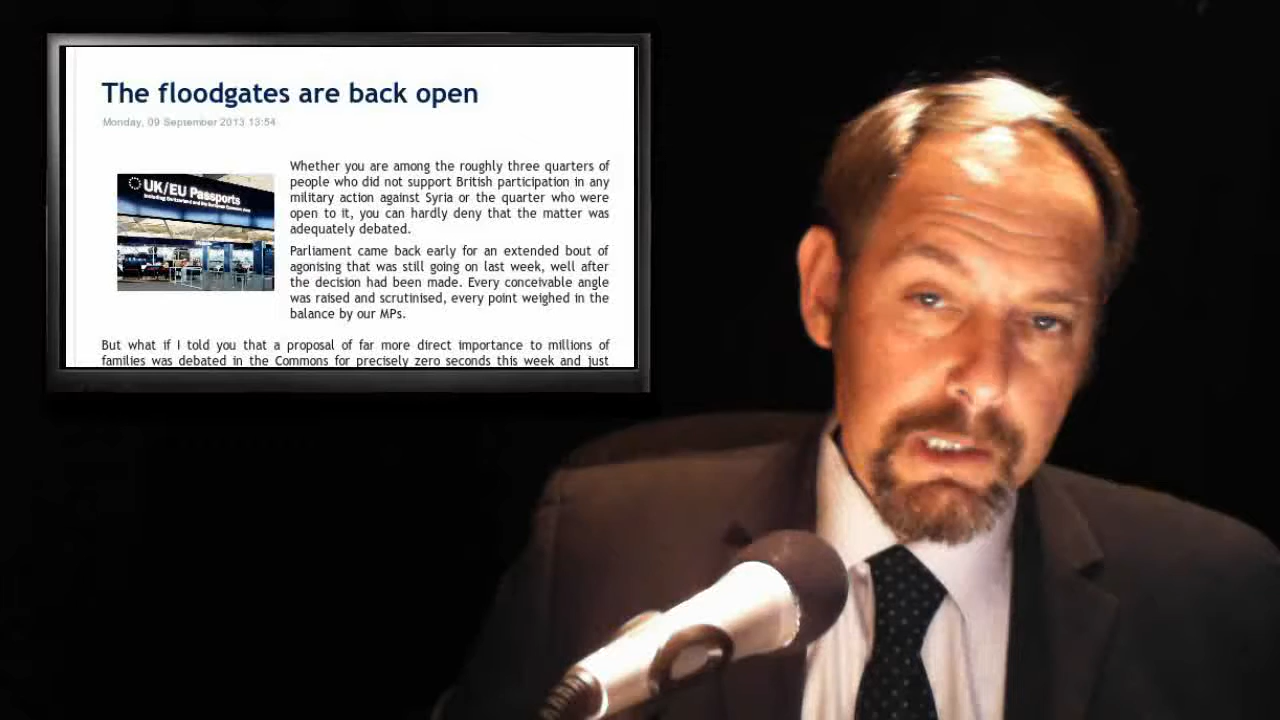 The floodgates are back open
Monday, 09 September 2013 13:54
UK/EU Passports
Whether you are among the roughly three quarters of
people who did not support British participation in any
military action against Syria or the quarter who were
open to it, you can hardly deny that the matter was
adequately debated.
Parliament came back early for an extended bout of
agonising that was still going on last week, well after
the decision had been made. Every conceivable angle
was raised and scrutinised, every point weighed in the
balance by our MPs.
But what if I told you that a proposal of far more direct importance to millions of
families was debated in the Commons for precisely zero seconds this week and just